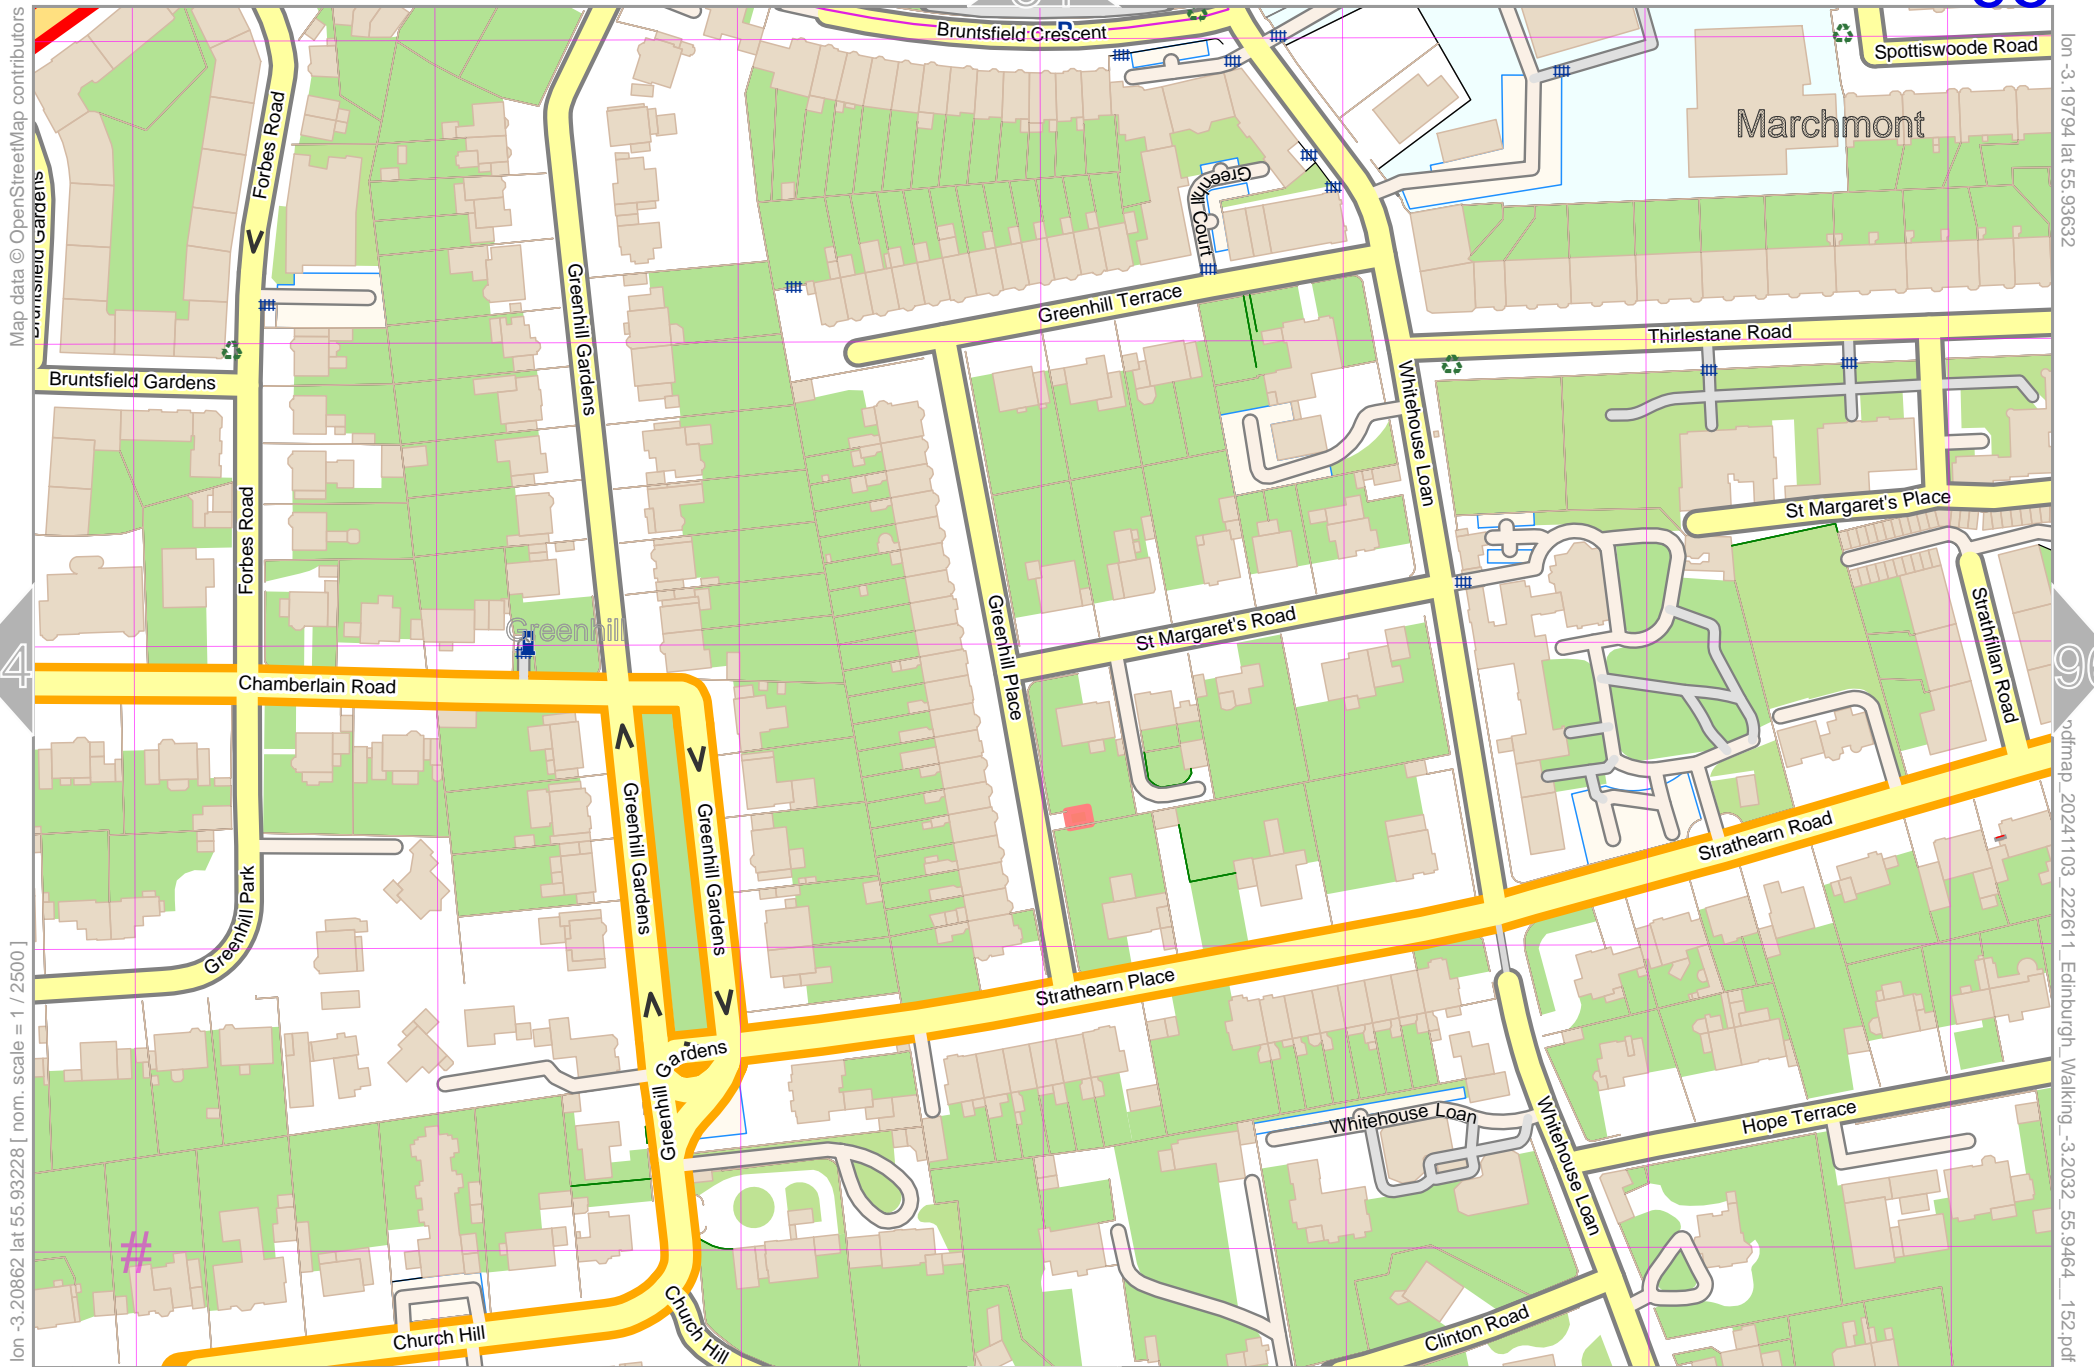 Bruntsfield Crescent
Spottiswoode Road
Marchmont
Forbes Road
Bruntsfield Gardens
Greenhill Court
Greenhill Gardens
Greenhill Terrace
Thirlestane Road
Bruntsfield Gardens
Whitehouse Loan
Forbes Road
St Margaret's Place
Greenhill
St Margaret's Road
Greenhill Place
Strathfillan Road
Chamberlain Road
4
Greenhill Gardens
Greenhill Gardens
Strathearn Road
Greenhill Park
Strathearn Place
Greenhill Gardens
Whitehouse Loan
Hope Terrace
Whitehouse Loan
#
Church Hill
Church Hill
Clinton Road
Map data © OpenStreetMap contributors
lon -3.20862 lat 55.93228 [ nom. scale = 1 / 2500 ]
lon -3.19794 lat 55.93632
pdfmap_20241103_222611_Edinburgh_Walking_-3.2032_55.9464__152.pdf